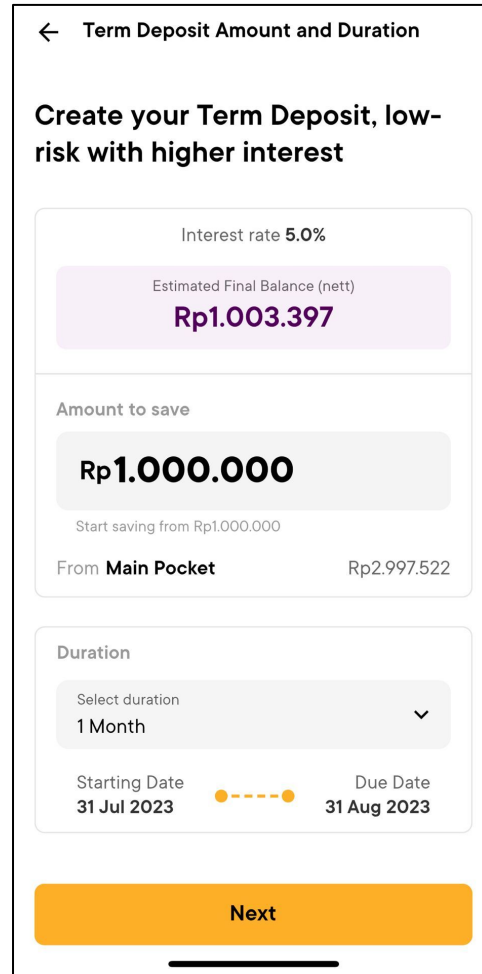 Term Deposit Amount and Duration
Create your Term Deposit, low-
risk with higher interest
Interest rate 5.0%
Estimated Final Balance (nett)
Rp1.003.397
Amount to save
Rp1.000.000
Start saving from Rp1.000.000
From Main Pocket Rp2.997.522
Duration
Select duration
1 Month
Starting Date Due Date
31 Jul 2023 31 Aug 2023
Next